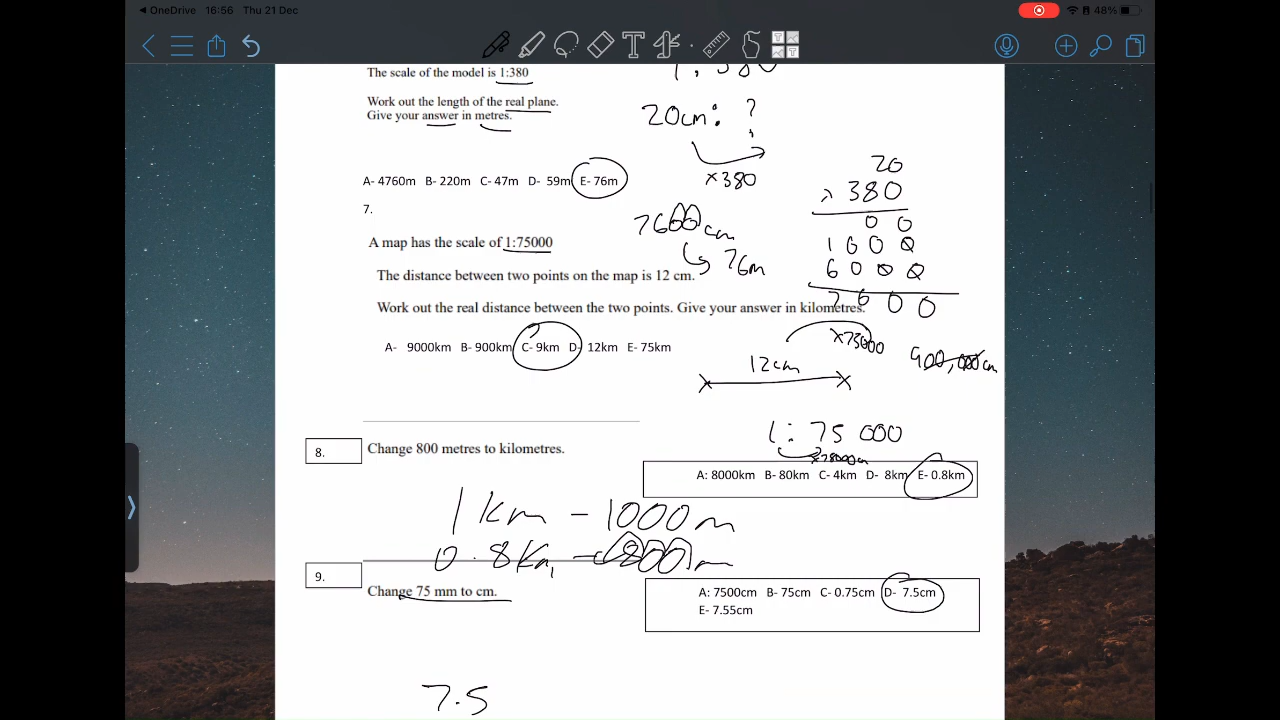 OneDrive 16:56 Thu 21 Dec 48%
The scale of the model is 1:380
1:380
Work out the length of the real plane.
Give your answer in metres.
20cm: ?
×380
20
× 380
0 0
1 6 0 0
6 0 0 0
7 6 0 0
A- 4760m B- 220m C- 47m D- 59m E- 76m
7600cm
76m
7.
A map has the scale of 1:75000
The distance between two points on the map is 12 cm.
Work out the real distance between the two points. Give your answer in kilometres.
×75000
900,000cm
12cm
A- 9000km B- 900km C- 9km D- 12km E- 75km
1: 75 000
8.
Change 800 metres to kilometres.
A: 8000km B- 80km C- 4km D- 8km E- 0.8km
1 km - 1000 m
0.8km - 800m
9.
Change 75 mm to cm.
A: 7500cm B- 75cm C- 0.75cm D- 7.5cm
E- 7.55cm
7.5